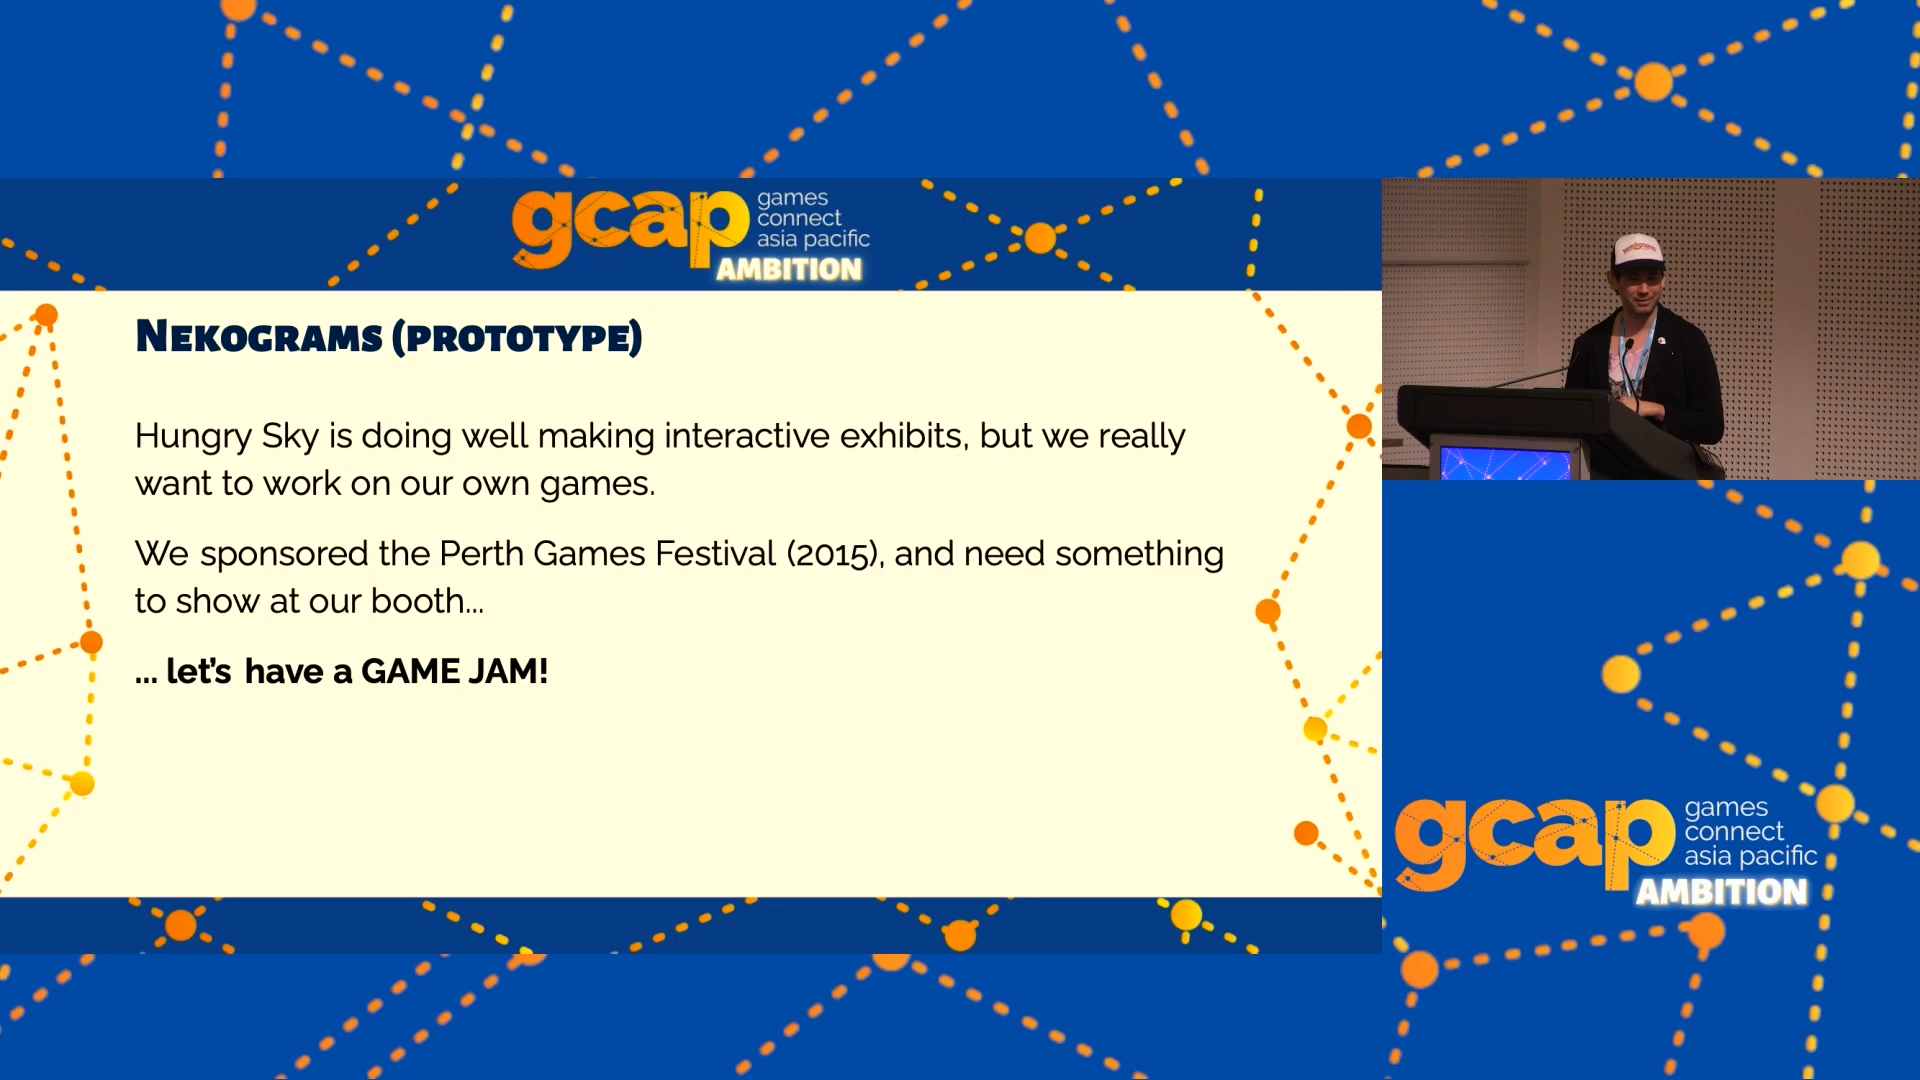 gcap games
connect
asia pacific
AMBITION
Nekograms (prototype)
Hungry Sky is doing well making interactive exhibits, but we really
want to work on our own games.
We sponsored the Perth Games Festival (2015), and need something
to show at our booth...
... let's have a GAME JAM!
gcap games
connect
asia pacific
AMBITION